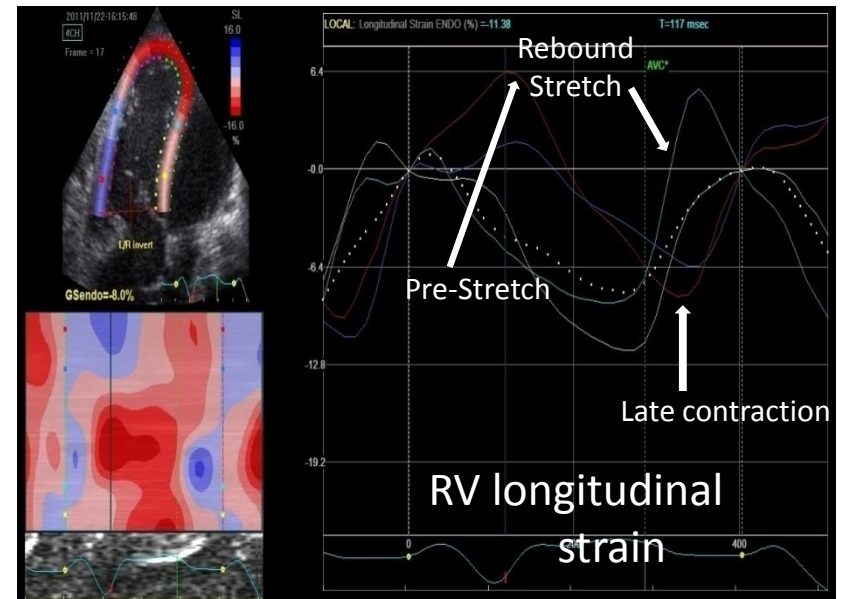 2011/11/22-16:15:48
SL
4CH
16.0
Frame = 17
-16.0
%
L/R invert
GSendo=-8.0%
LOCAL: Longitudinal Strain ENDO (%) =-11.38
T=117 msec
6.4
Rebound
Stretch
AVC*
-0.0
-6.4
Pre-Stretch
-12.8
Late contraction
-19.2
RV longitudinal
strain
0
400